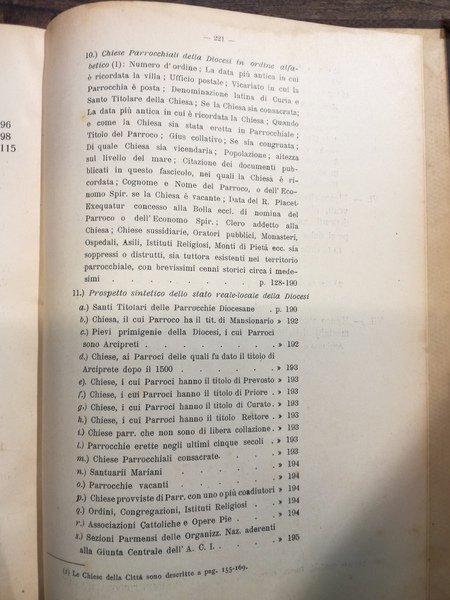 — 221 —
10.) Chiese Parrocchiali della Diocesi in ordine alfa-
betico (1): Numero d'ordine; La data più antica in cui
è ricordata la villa; Ufficio postale; Vicariato in cui la
Parrocchia è posta; Denominazione latina di Curia e
Santo Titolare della Chiesa; Se la Chiesa sia consacrata;
La data più antica in cui è ricordata la Chiesa; Quando
e come la Chiesa sia stata eretta in Parrocchiale;
Titolo del Parroco; Gius collativo; Se sia congruata;
Di quale Chiesa sia vicendaria; Popolazione; altezza
sul livello del mare; Citazione dei documenti pub-
blicati in questo fascicolo, nei quali la Chiesa è ri-
cordata; Cognome e Nome del Parroco, o dell'Eco-
nomo Spir. se la Chiesa è vacante; Data del R. Placet-
Exequatur concesso alla Bolla eccl. di nomina del
Parroco o dell'Economo Spir.; Clero addetto alla
Chiesa; Chiese sussidiarie, Oratori pubblici, Monasteri,
Ospedali, Asili, Istituti Religiosi, Monti di Pietà ecc. sia
soppressi o distrutti, sia tuttora esistenti nel territorio
parrocchiale, con brevissimi cenni storici circa i mede-
simi . . . . . . . . p. 128-190
11.) Prospetto sintetico dello stato reale-locale della Diocesi
a.) Santi Titolari delle Parrocchie Diocesane . p. 190
b.) Chiesa, il cui Parroco ha il tit. di Mansionario » 192
c.) Pievi primigenie della Diocesi, i cui Parroci
sono Arcipreti . . . . . » 192
d.) Chiese, ai Parroci delle quali fu dato il titolo di
Arciprete dopo il 1500 . . . . » 193
e.) Chiese, i cui Parroci hanno il titolo di Prevosto » 193
f.) Chiese, i cui Parroci hanno il titolo di Priore . » 193
g.) Chiese, i cui Parroci hanno il titolo di Curato . » 193
h.) Chiese, i cui Parroci hanno il titolo Rettore . » 193
i.) Chiese parr. che non sono di libera collazione . » 193
l.) Parrocchie erette negli ultimi cinque secoli . » 193
m.) Chiese Parrocchiali consacrate. . . . » 193
n.) Santuarii Mariani . . . . . » 194
o.) Parrocchie vacanti . . . . . » 194
p.) Chiese provviste di Parr. con uno o più coadiutori » 194
q.) Ordini, Congregazioni, Istituti Religiosi . . » 194
r.) Associazioni Cattoliche e Opere Pie . . . » 194
s.) Sezioni Parmensi delle Organizz. Naz. aderenti
alla Giunta Centrale dell'A. C. I. . . . » 195
(1) Le Chiese della Città sono descritte a pag. 155-169.
96
98
115